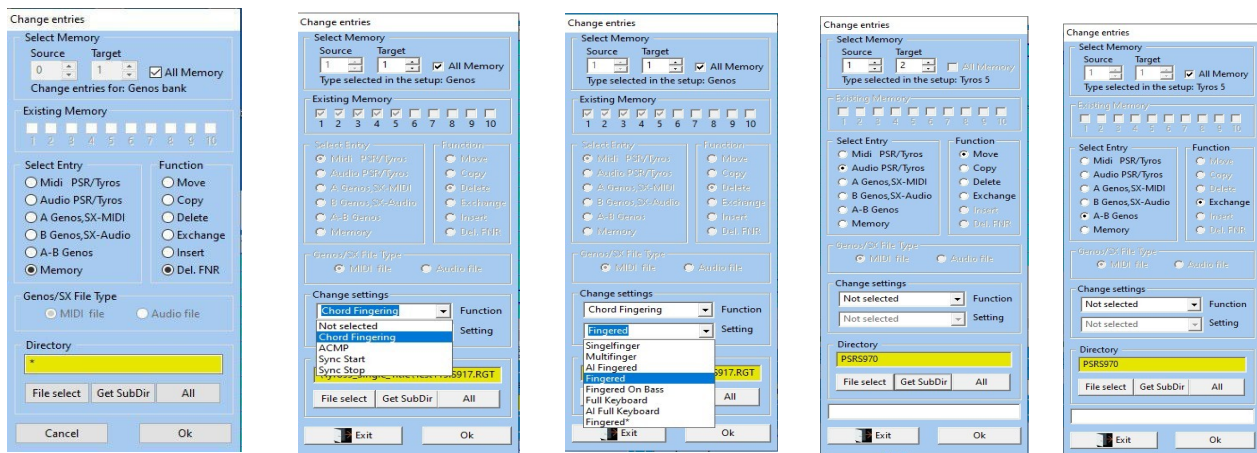 Change entries
Select Memory
Source Target
0 1 All Memory
Change entries for: Genos bank
Existing Memory
1 2 3 4 5 6 7 8 9 10
Select Entry Function
Midi PSR/Tyros Move
Audio PSR/Tyros Copy
A Genos,SX-MIDI Delete
B Genos,SX-Audio Exchange
A-B Genos Insert
Memory Del. FNR
Genos/SX File Type
MIDI file Audio file
Directory
*
File select Get SubDir All
Cancel Ok
Change entries
Select Memory
Source Target
1 1 All Memory
Type selected in the setup: Genos
Existing Memory
1 2 3 4 5 6 7 8 9 10
Select Entry Function
Midi PSR/Tyros Move
Audio PSR/Tyros Copy
A Genos,SX-MIDI Delete
B Genos,SX-Audio Exchange
A-B Genos Insert
Memory Del. FNR
Genos/SX File Type
MIDI file Audio file
Change settings
Chord Fingering Function
Not selected Setting
Chord Fingering
ACMP
Sync Start
Sync Stop
File select Get SubDir All
Exit Ok
Change entries
Select Memory
Source Target
1 1 All Memory
Type selected in the setup: Genos
Existing Memory
1 2 3 4 5 6 7 8 9 10
Select Entry Function
Midi PSR/Tyros Move
Audio PSR/Tyros Copy
A Genos,SX-MIDI Delete
B Genos,SX-Audio Exchange
A-B Genos Insert
Memory Del. FNR
Genos/SX File Type
MIDI file Audio file
Change settings
Chord Fingering Function
Fingered Setting
Singelfinger
Multifinger
AI Fingered
Fingered S917.RGT
Fingered On Bass
Full Keyboard All
AI Full Keyboard
Fingered*
Exit Ok
Change entries
Select Memory
Source Target
1 2 All Memory
Type selected in the setup: Tyros 5
Existing Memory
1 2 3 4 5 6 7 8 9 10
Select Entry Function
Midi PSR/Tyros Move
Audio PSR/Tyros Copy
A Genos,SX-MIDI Delete
B Genos,SX-Audio Exchange
A-B Genos Insert
Memory Del. FNR
Genos/SX File Type
MIDI file Audio file
Change settings
Not selected Function
Not selected Setting
Directory
PSRS970
File select Get SubDir All
Exit Ok
Change entries
Select Memory
Source Target
1 1 All Memory
Type selected in the setup: Tyros 5
Existing Memory
1 2 3 4 5 6 7 8 9 10
Select Entry Function
Midi PSR/Tyros Move
Audio PSR/Tyros Copy
A Genos,SX-MIDI Delete
B Genos,SX-Audio Exchange
A-B Genos Insert
Memory Del. FNR
Genos/SX File Type
MIDI file Audio file
Change settings
Not selected Function
Not selected Setting
Directory
PSRS970
File select Get SubDir All
Exit Ok